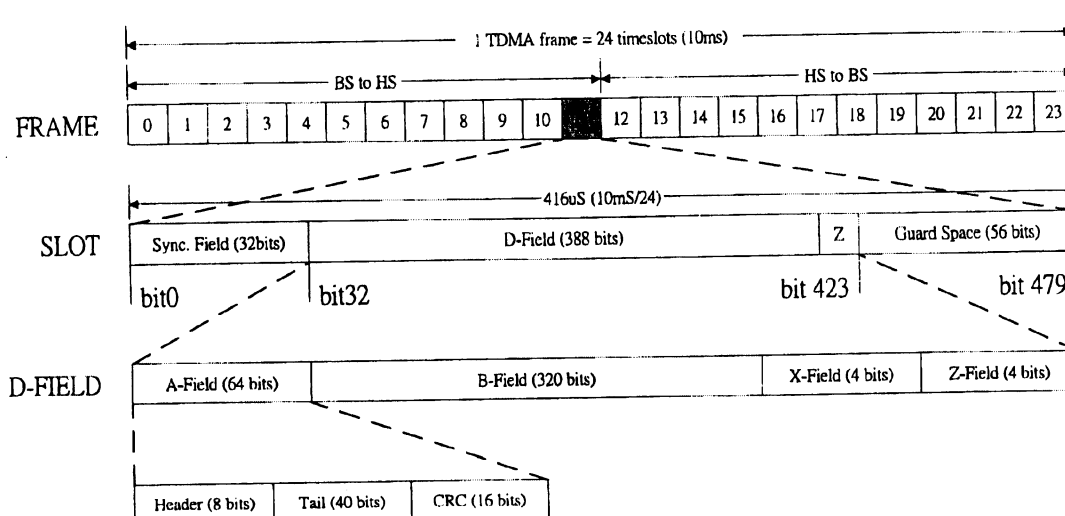 1 TDMA frame = 24 timeslots (10ms)
BS to HS
HS to BS
FRAME
0 1 2 3 4 5 6 7 8 9 10 12 13 14 15 16 17 18 19 20 21 22 23
416uS (10mS/24)
SLOT
Sync. Field (32bits)
D-Field (388 bits)
Z
Guard Space (56 bits)
bit0
bit32
bit 423
bit 479
D-FIELD
A-Field (64 bits)
B-Field (320 bits)
X-Field (4 bits)
Z-Field (4 bits)
Header (8 bits)
Tail (40 bits)
CRC (16 bits)